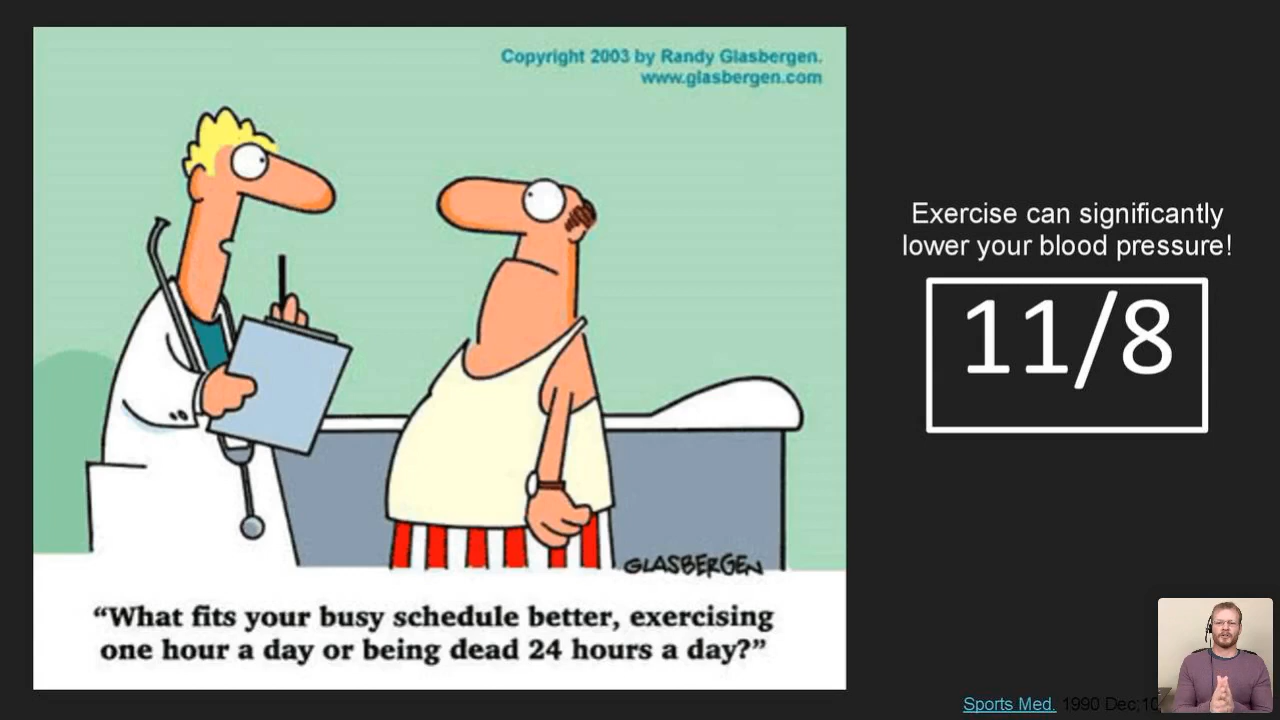 Copyright 2003 by Randy Glasbergen.
www.glasbergen.com
GLASBERGEN
“What fits your busy schedule better, exercising
one hour a day or being dead 24 hours a day?”
Exercise can significantly
lower your blood pressure!
11/8
Sports Med. 1990 Dec;10